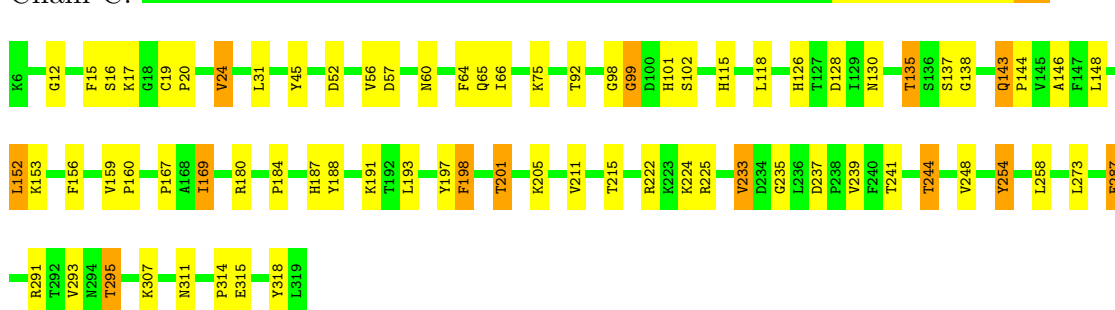 Chain C:
K6 G12 F15 S16 K17 G18 C19 P20 V24 L31 Y45 D52 V56 D57 N60 F64 Q65 I66 K75 T92 G98 G99 D100 H101 S102 H115 L118 H126 T127 D128 I129 N130 T135 S136 S137 G138 Q143 P144 V145 A146 F147 L148
L152 K153 F156 V159 P160 P167 A168 I169 R180 P184 H187 Y188 K191 T192 L193 Y197 F198 T201 K205 V211 T215 R222 K223 K224 R225 V233 D234 G235 L236 D237 P238 V239 F240 T241 T244 V248 Y254 L258 L273
R291 T292 V293 N294 T295 K307 N311 P314 E315 Y318 L319